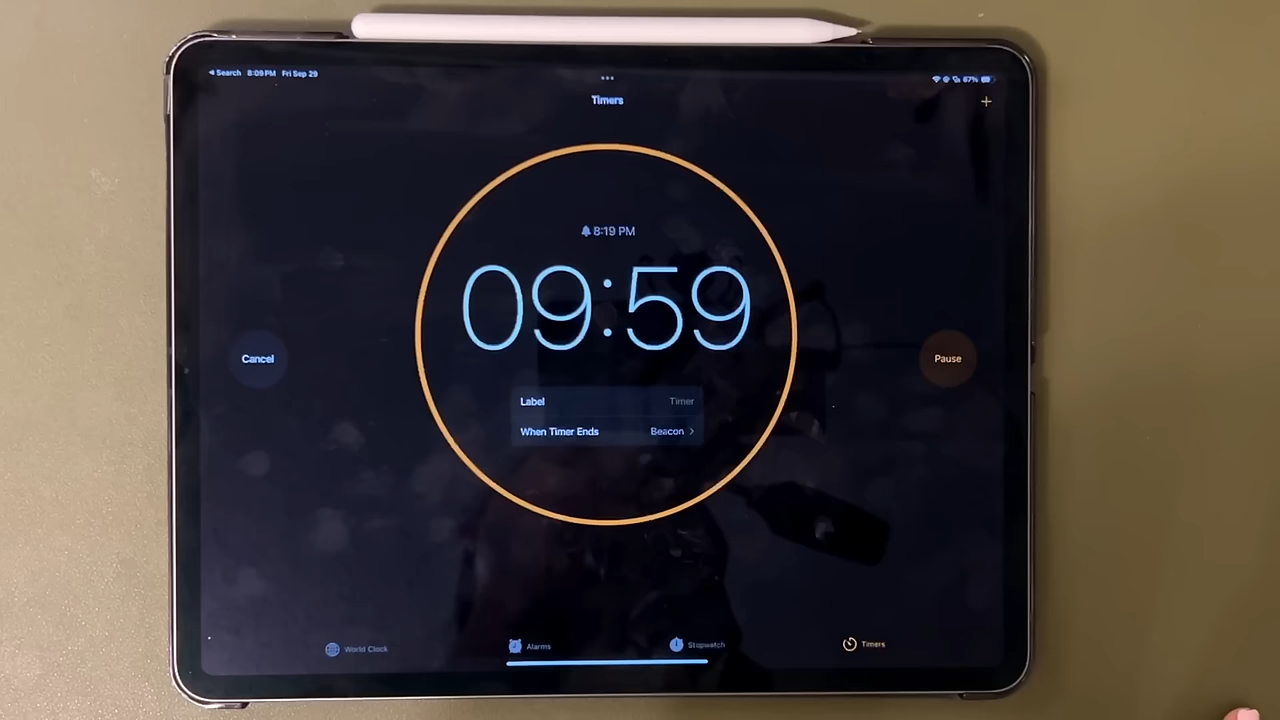 ◀ Search 8:09 PM Fri Sep 29
67%
Timers
+
8:19 PM
09:59
Cancel
Pause
Label Timer
When Timer Ends Beacon >
World Clock
Alarms
Stopwatch
Timers